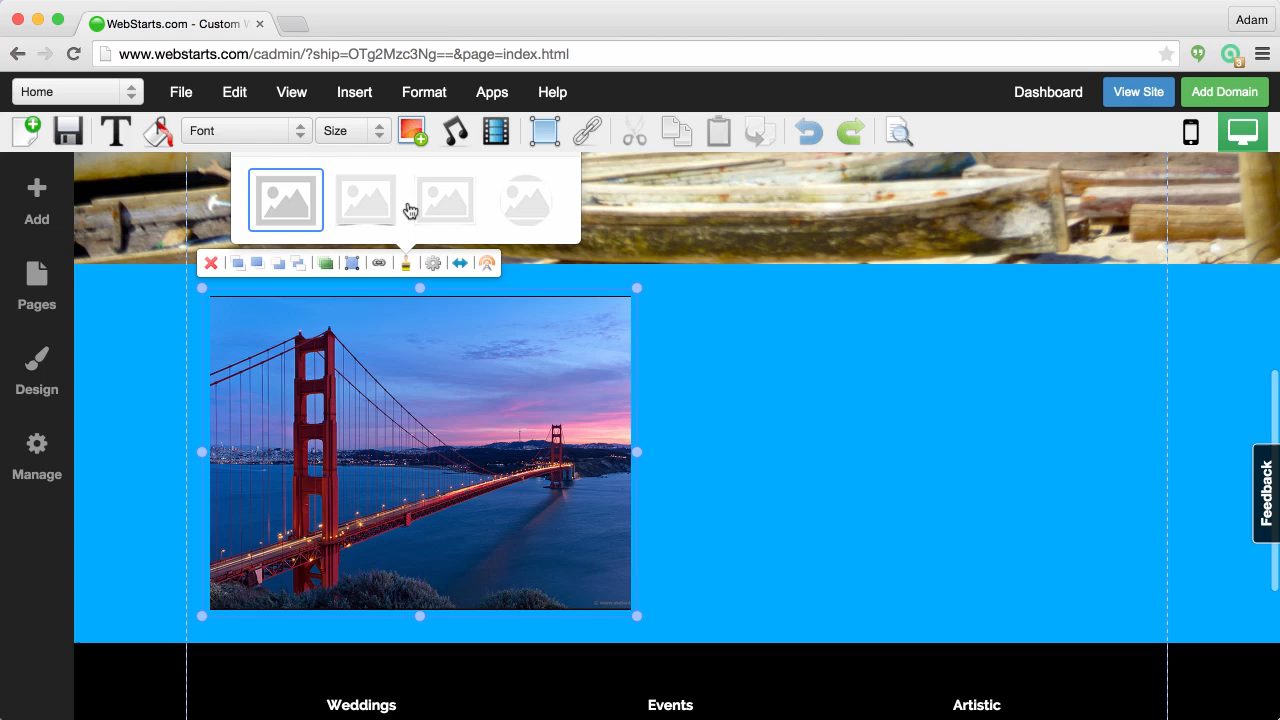 WebStarts.com - Custom W
Adam
www.webstarts.com/cadmin/?ship=OTg2Mzc3Ng==&page=index.html
3
Home
File
Edit
View
Insert
Format
Apps
Help
Dashboard
View Site
Add Domain
T
Font
Size
Add
Pages
Design
Manage
Feedback
Weddings
Events
Artistic